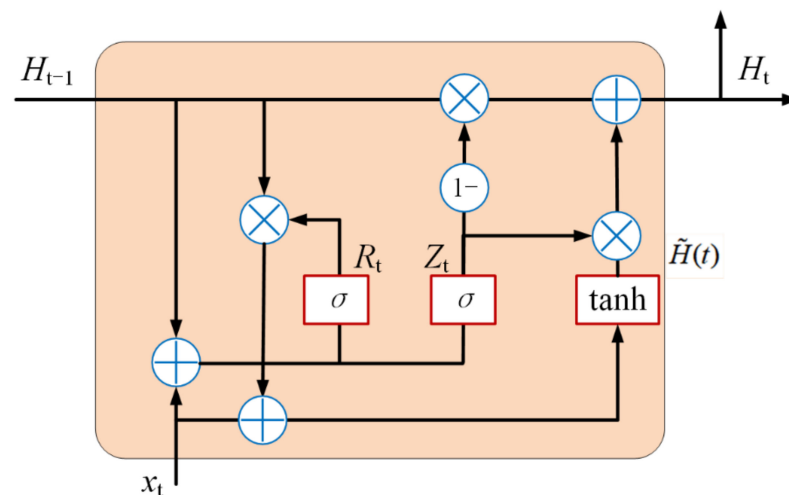 H_{t−1}
H_t
1−
R_t
Z_t
H̃(t)
σ
σ
tanh
x_t